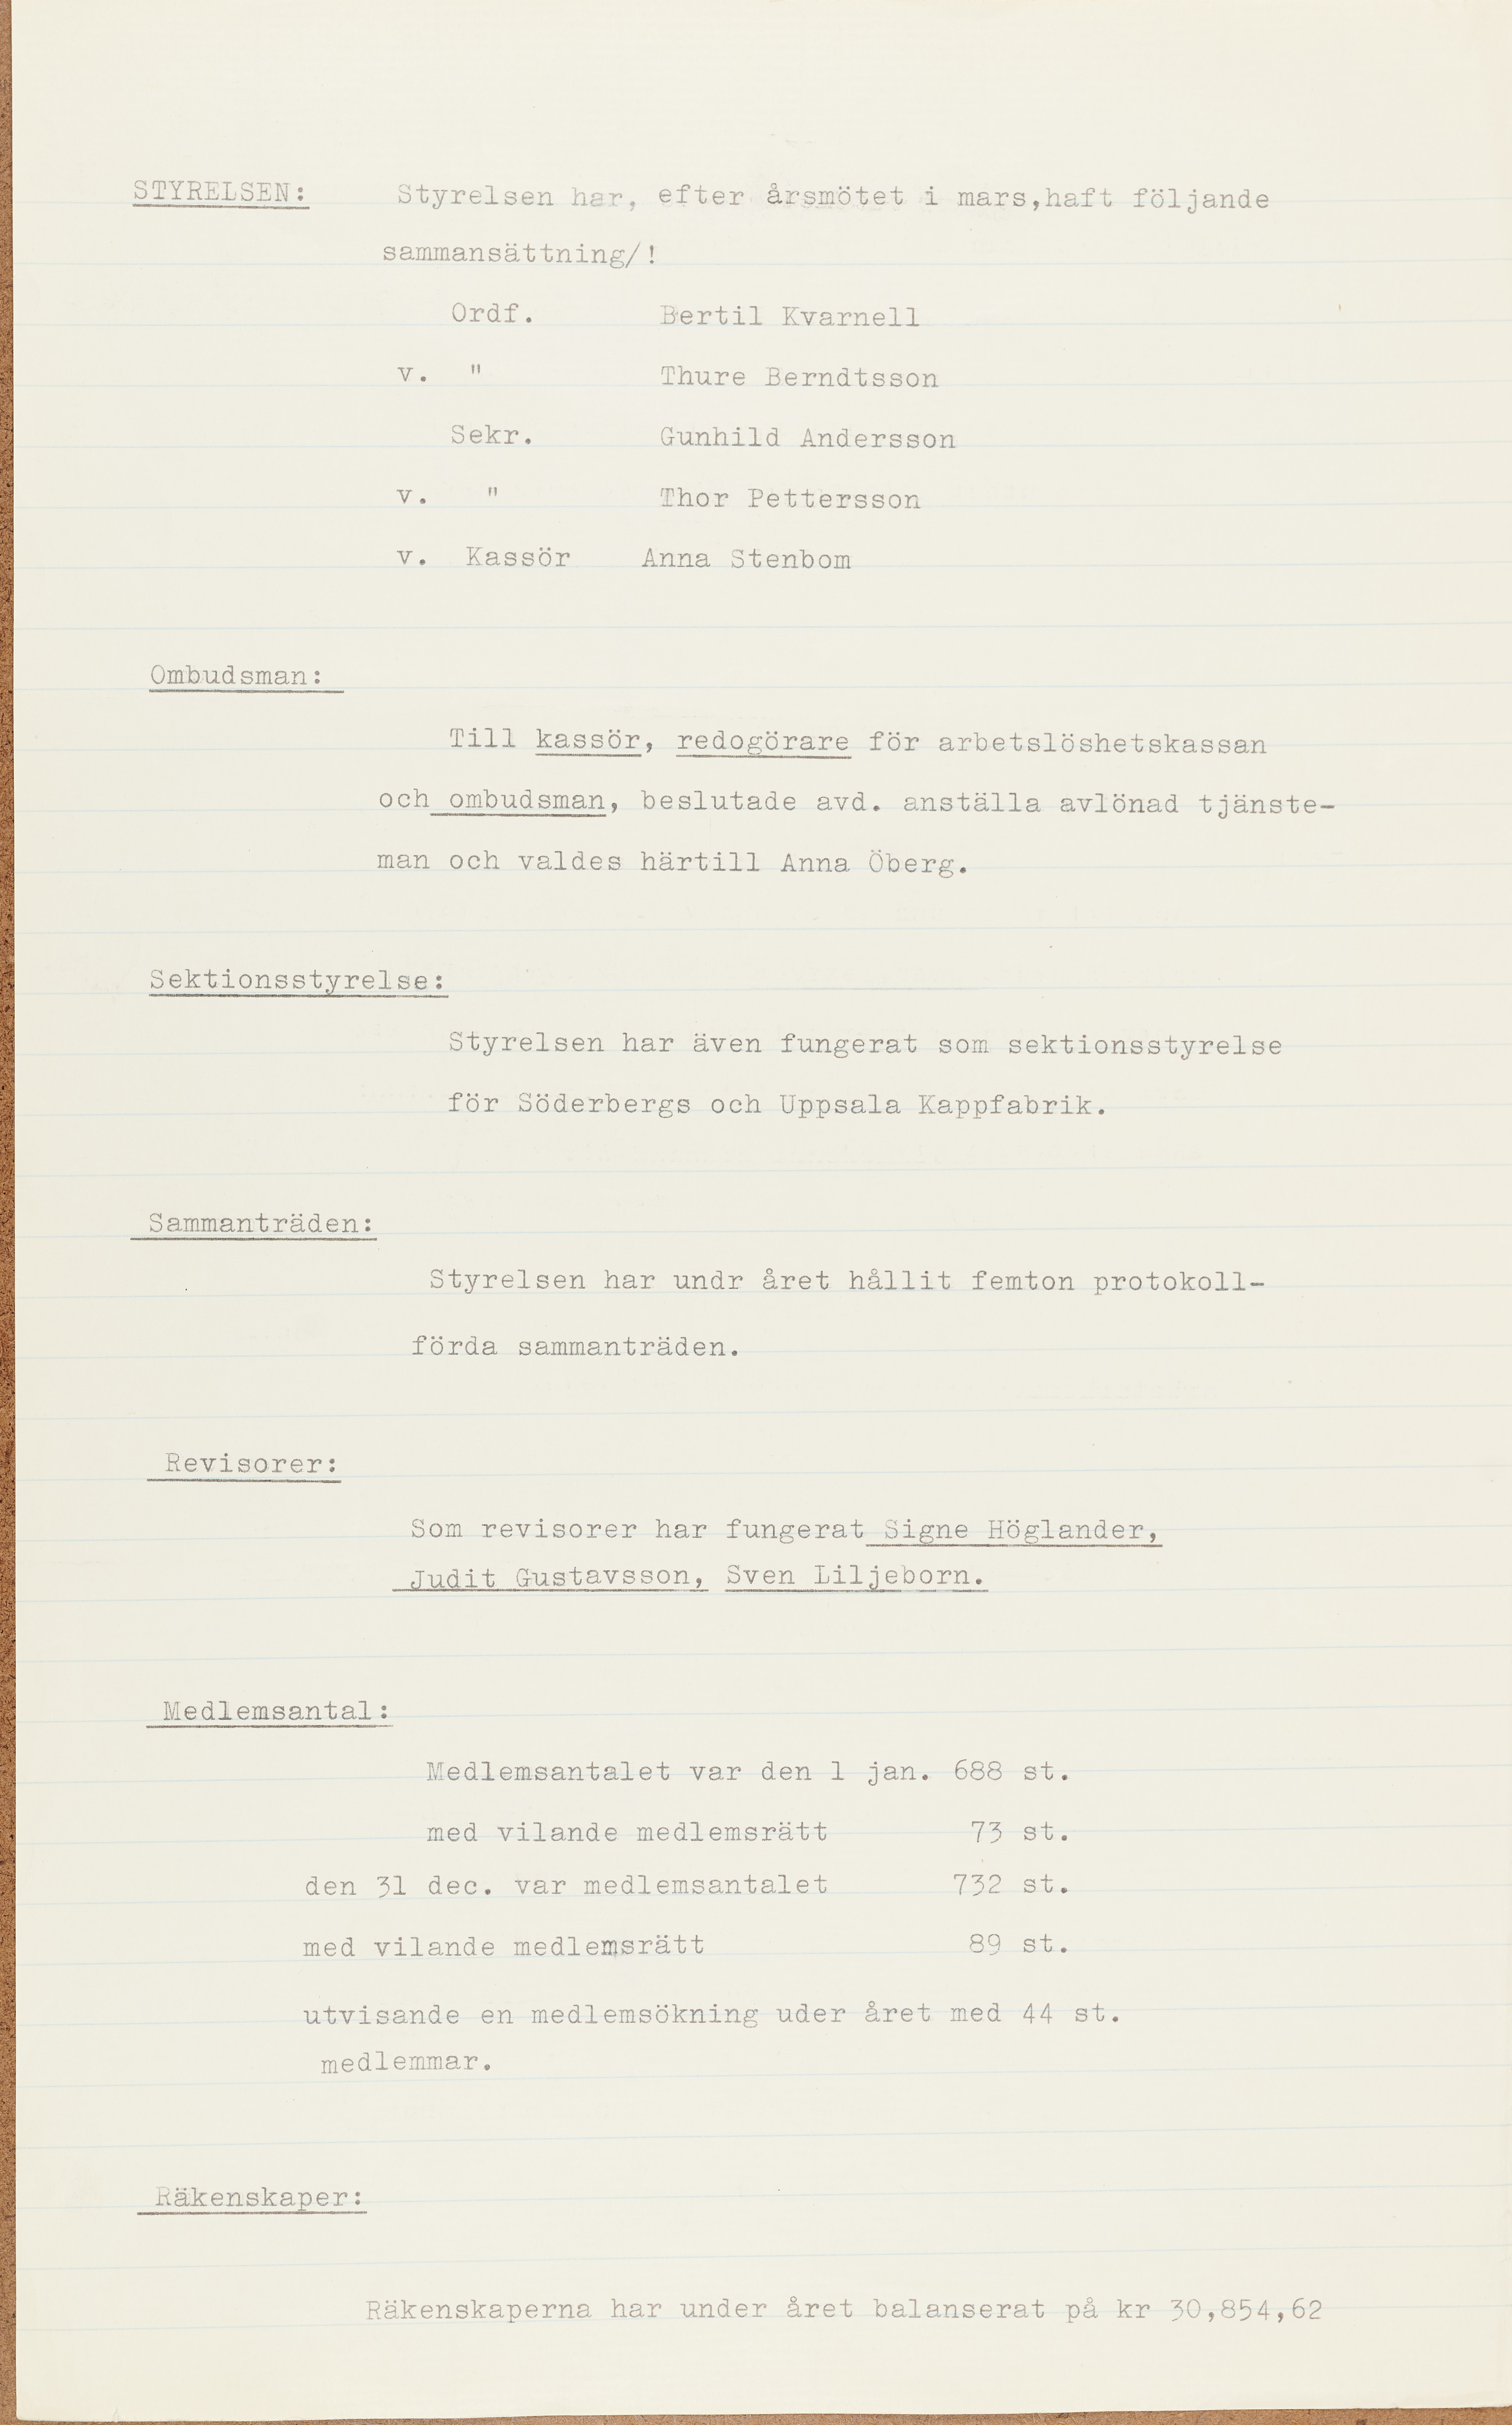 STYRELSEN: Styrelsen har, efter årsmötet i mars,haft följande
sammansättning/!
Ordf. Bertil Kvarnell
v. " Thure Berndtsson
Sekr. Gunhild Andersson
v. " Thor Pettersson
v. Kassör Anna Stenbom
Ombudsman:
Till kassör, redogörare för arbetslöshetskassan
och ombudsman, beslutade avd. anställa avlönad tjänste-
man och valdes härtill Anna Öberg.
Sektionsstyrelse:
Styrelsen har även fungerat som sektionsstyrelse
för Söderbergs och Uppsala Kappfabrik.
Sammanträden:
Styrelsen har undr året hållit femton protokoll-
förda sammanträden.
Revisorer:
Som revisorer har fungerat Signe Höglander,
Judit Gustavsson, Sven Liljeborn.
Medlemsantal:
Medlemsantalet var den 1 jan. 688 st.
med vilande medlemsrätt 73 st.
den 31 dec. var medlemsantalet 732 st.
med vilande medlemsrätt 89 st.
utvisande en medlemsökning uder året med 44 st.
medlemmar.
Räkenskaper:
Räkenskaperna har under året balanserat på kr 30,854,62